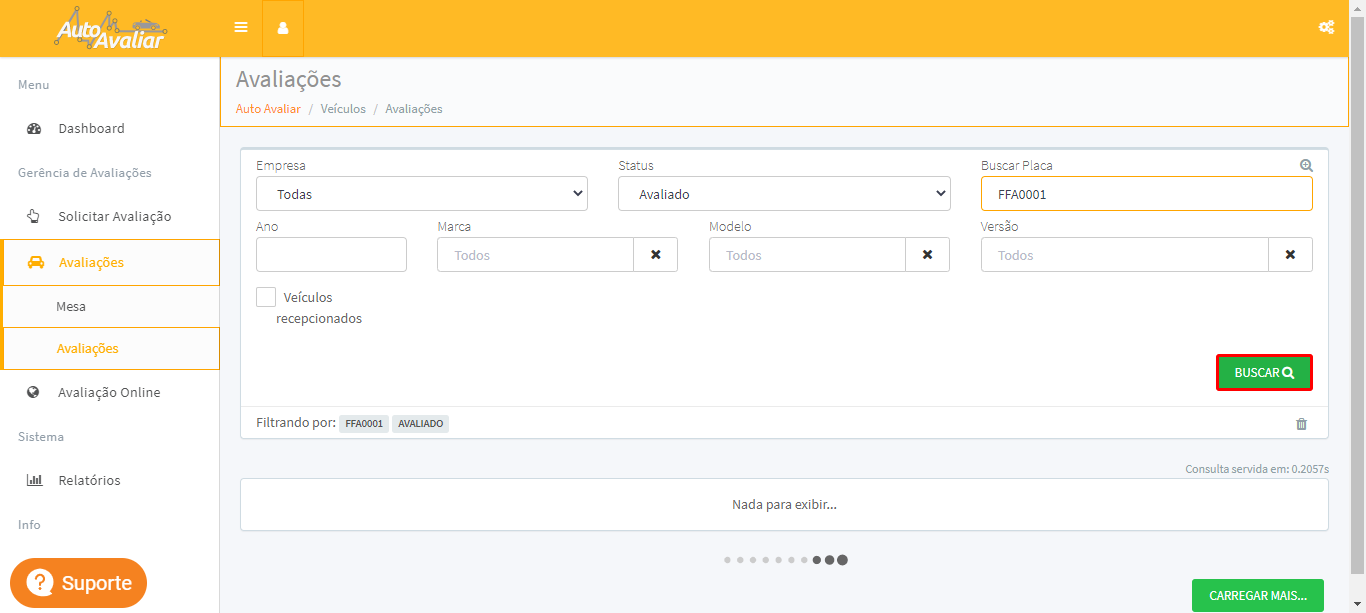 AutoAvaliar
Menu
Dashboard
Gerência de Avaliações
Solicitar Avaliação
Avaliações
Mesa
Avaliações
Avaliação Online
Sistema
Relatórios
Info
? Suporte
Avaliações
Auto Avaliar / Veículos / Avaliações
Empresa
Todas
Status
Avaliado
Buscar Placa
FFA0001
Ano
Marca
Todos
Modelo
Todos
Versão
Todos
Veículos
recepcionados
BUSCAR
Filtrando por: FFA0001 AVALIADO
Consulta servida em: 0.2057s
Nada para exibir...
CARREGAR MAIS...